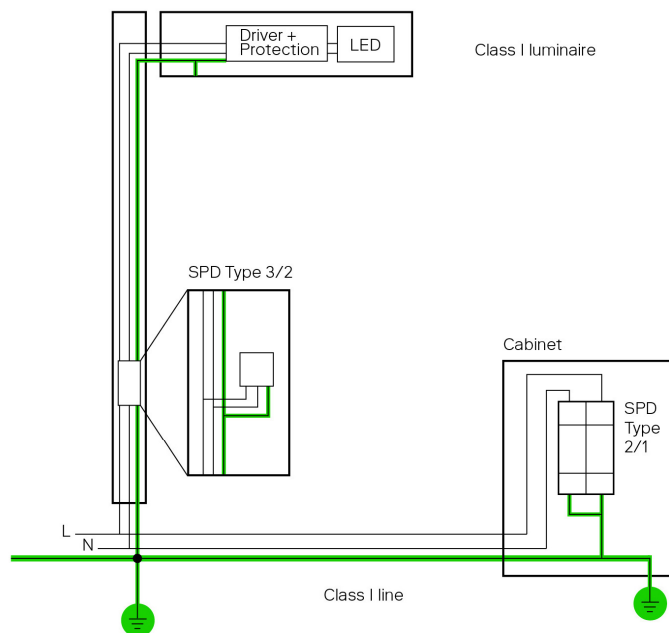 Driver +
Protection
LED
Class I luminaire
SPD Type 3/2
Cabinet
SPD
Type
2/1
L
N
Class I line